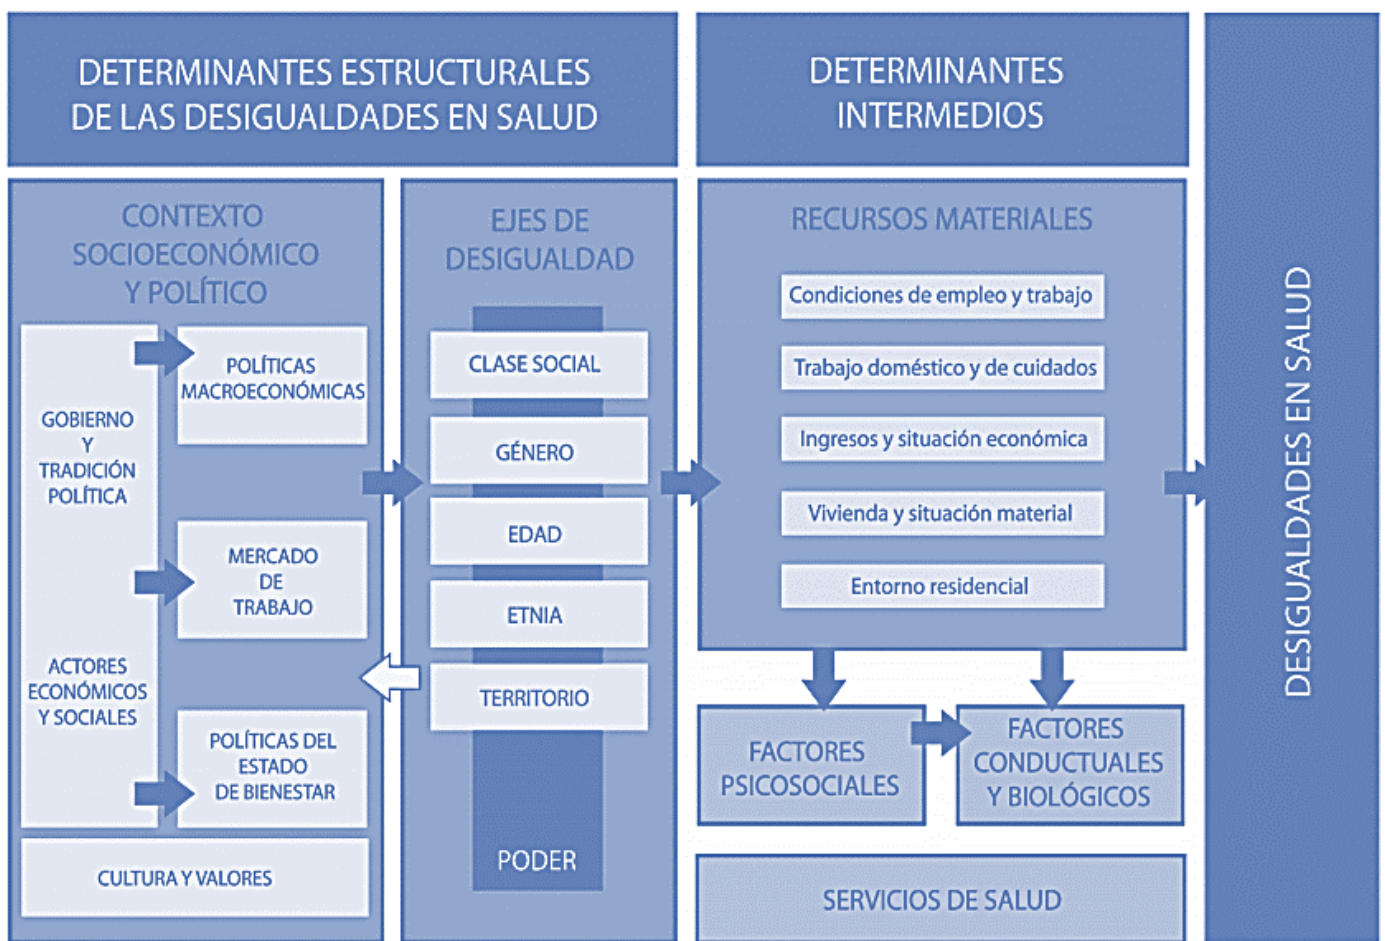 DETERMINANTES ESTRUCTURALES
DE LAS DESIGUALDADES EN SALUD
CONTEXTO
SOCIOECONÓMICO
Y POLÍTICO
GOBIERNO
Y
TRADICIÓN
POLÍTICA
ACTORES
ECONÓMICOS
Y SOCIALES
POLÍTICAS
MACROECONÓMICAS
MERCADO
DE
TRABAJO
POLÍTICAS DEL
ESTADO
DE BIENESTAR
CULTURA Y VALORES
EJES DE
DESIGUALDAD
CLASE SOCIAL
GÉNERO
EDAD
ETNIA
TERRITORIO
PODER
DETERMINANTES
INTERMEDIOS
RECURSOS MATERIALES
Condiciones de empleo y trabajo
Trabajo doméstico y de cuidados
Ingresos y situación económica
Vivienda y situación material
Entorno residencial
FACTORES
PSICOSOCIALES
FACTORES
CONDUCTUALES
Y BIOLÓGICOS
SERVICIOS DE SALUD
DESIGUALDADES EN SALUD